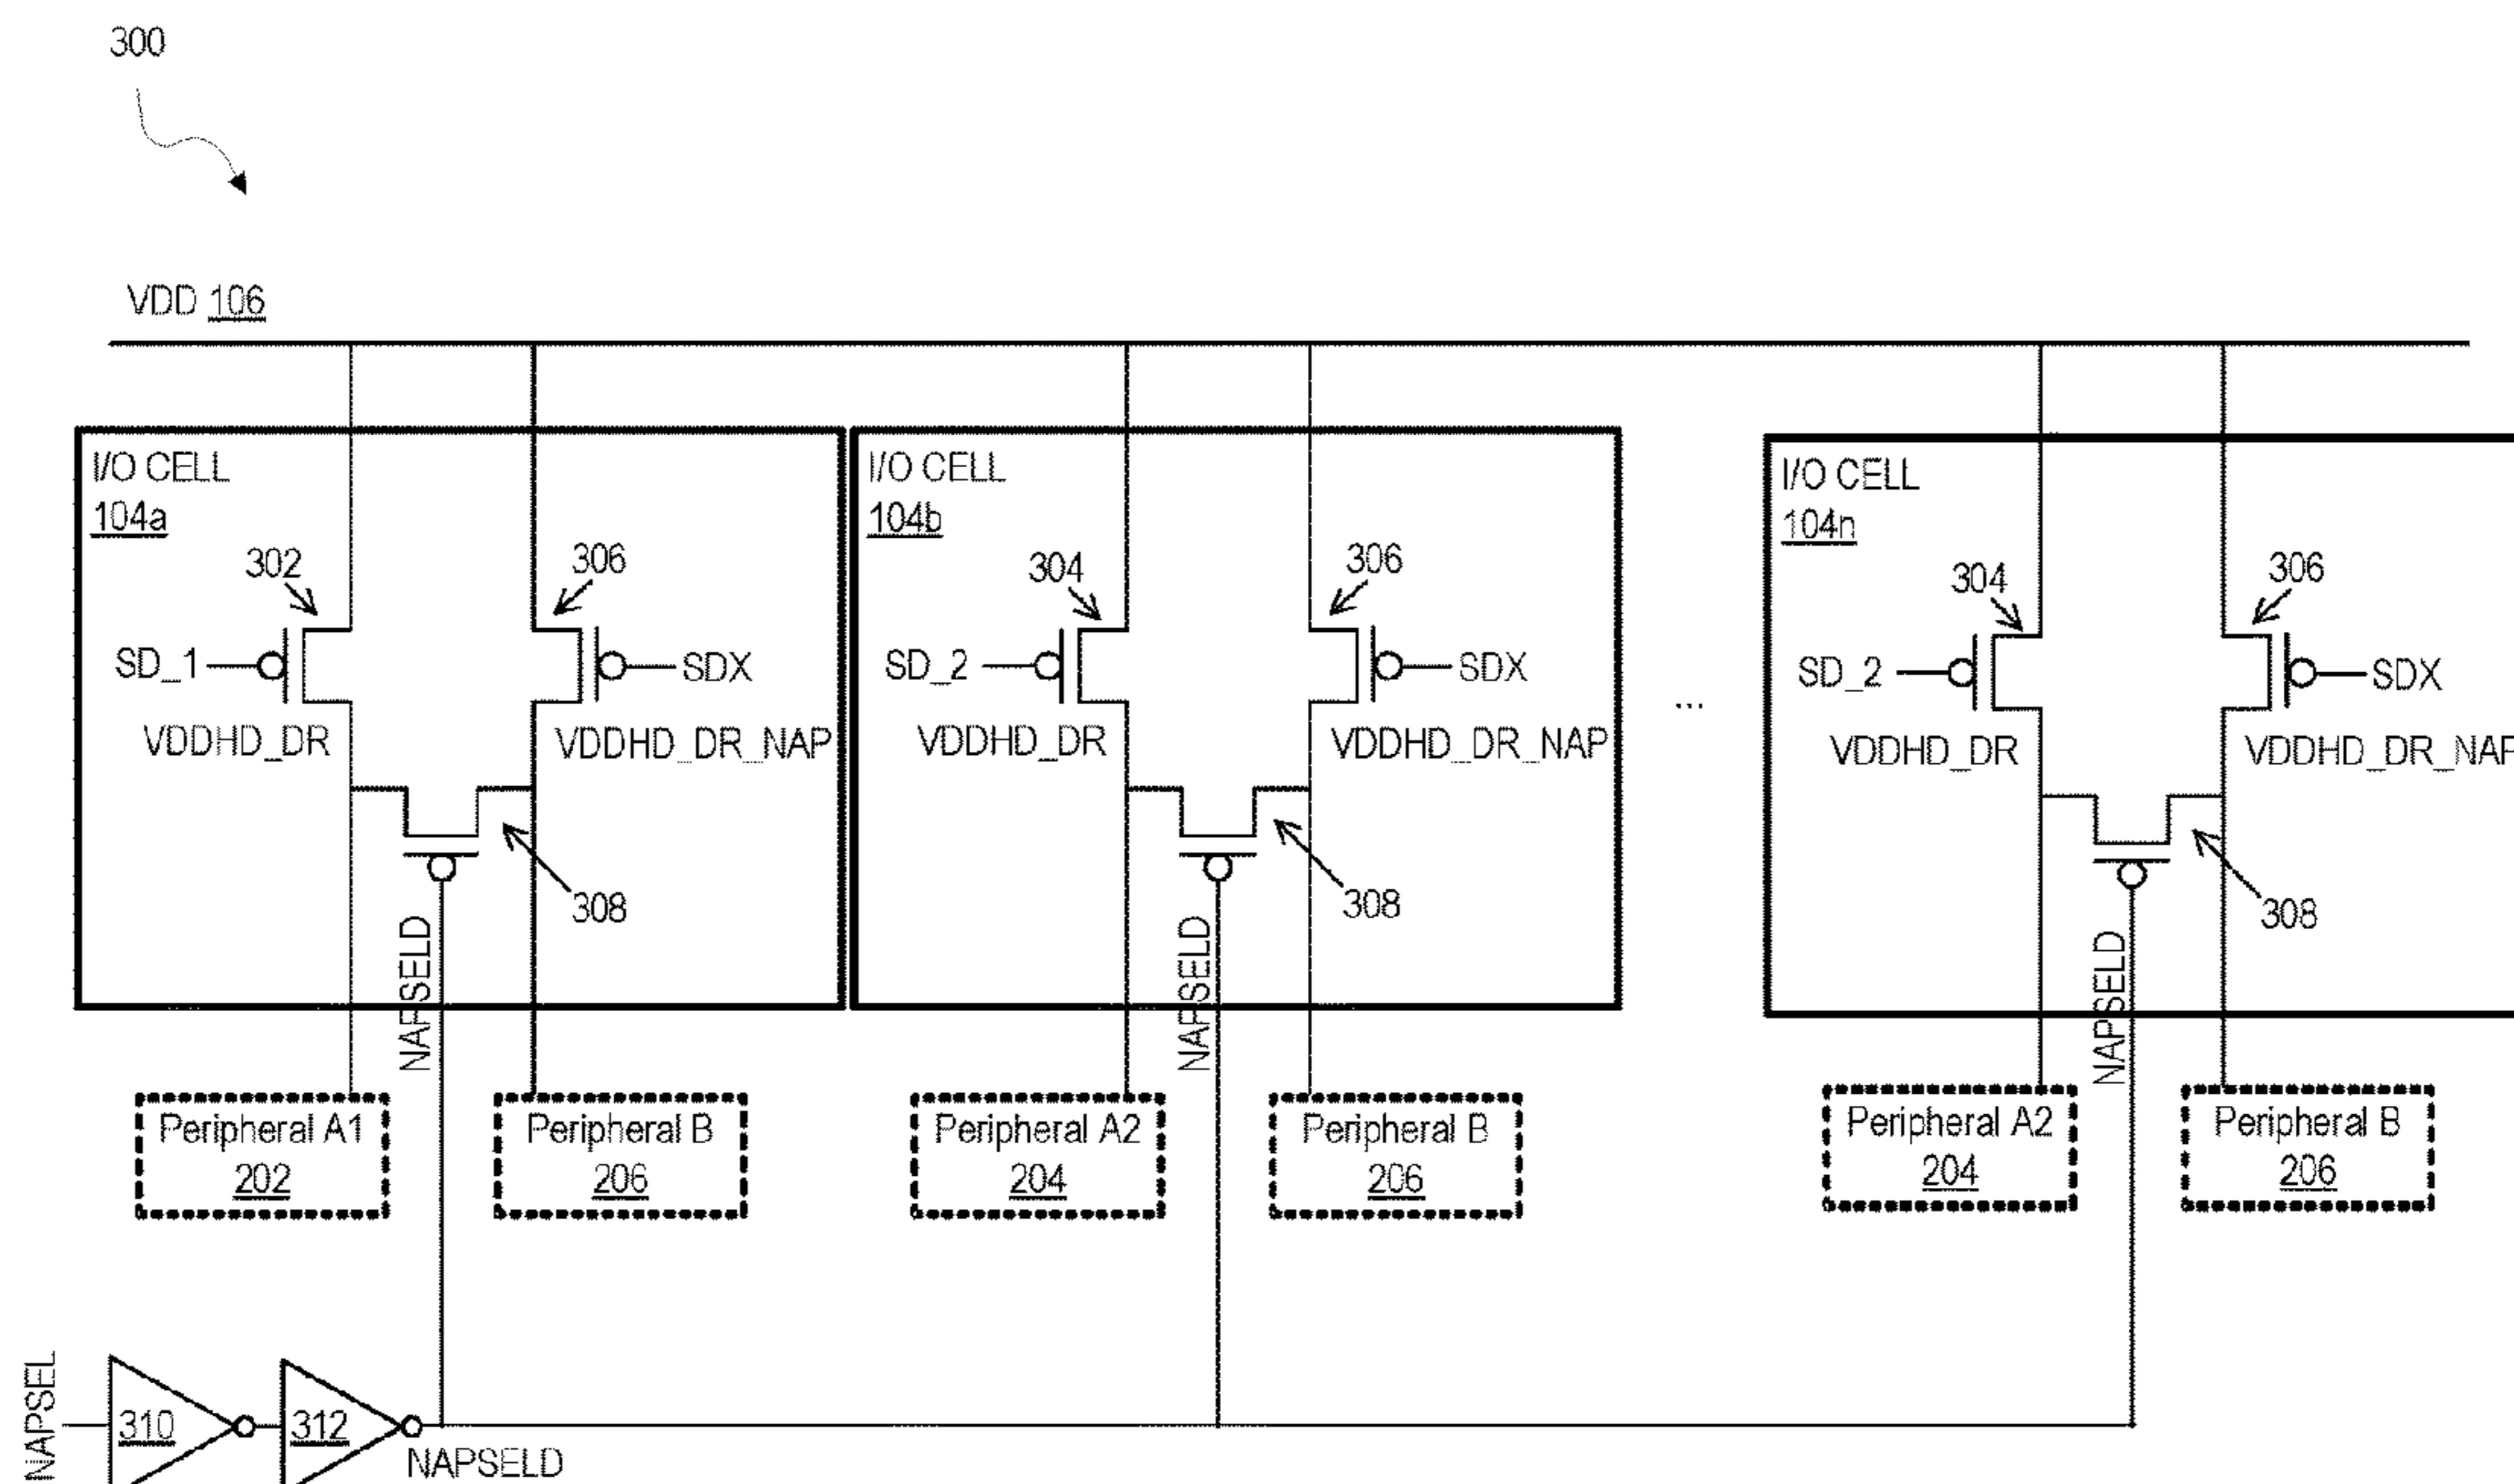 300
VDD 106
I/O CELL
104a
302
306
SD_1
SDX
VDDHD_DR
VDDHD_DR_NAP
308
NAPSELD
Peripheral A1
202
Peripheral B
206
I/O CELL
104b
304
306
SD_2
SDX
VDDHD_DR
VDDHD_DR_NAP
308
NAPSELD
Peripheral A2
204
Peripheral B
206
...
I/O CELL
104n
304
306
SD_2
SDX
VDDHD_DR
VDDHD_DR_NAP
308
NAPSELD
Peripheral A2
204
Peripheral B
206
NAPSEL
310
312
NAPSELD